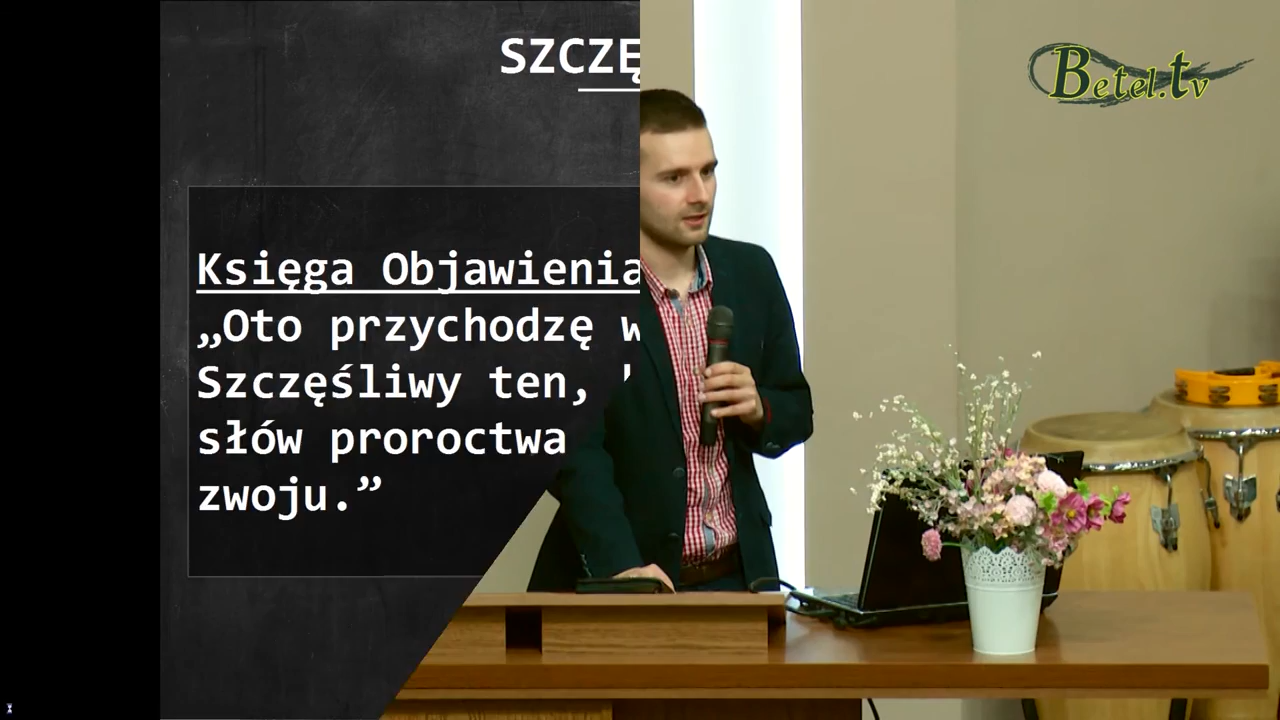 SZCZĘ
Betel.tv
Księga Objawienia
„Oto przychodzę w
Szczęśliwy ten,
słów proroctwa
zwoju.”